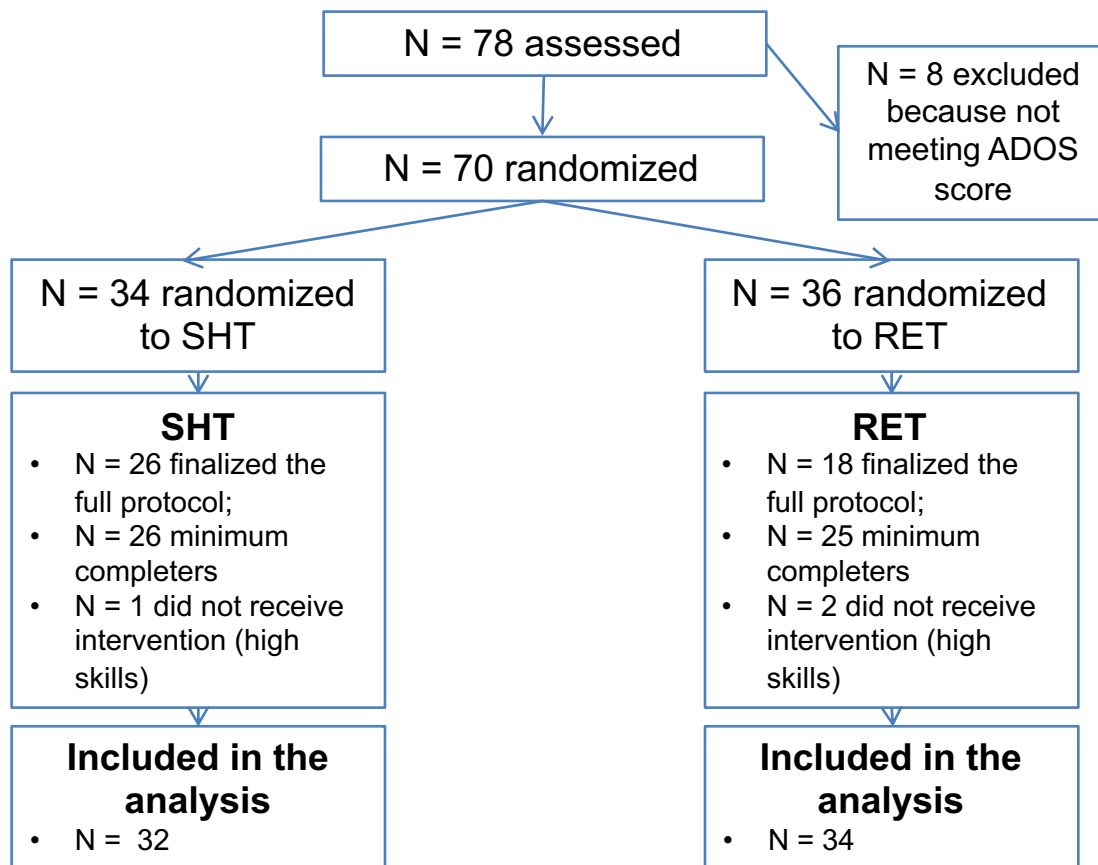 N = 78 assessed
N = 8 excluded
because not
meeting ADOS
score
N = 70 randomized
N = 34 randomized
to SHT
N = 36 randomized
to RET
SHT
• N = 26 finalized the
full protocol;
• N = 26 minimum
completers
• N = 1 did not receive
intervention (high
skills)
RET
• N = 18 finalized the
full protocol;
• N = 25 minimum
completers
• N = 2 did not receive
intervention (high
skills)
Included in the
analysis
• N = 32
Included in the
analysis
• N = 34